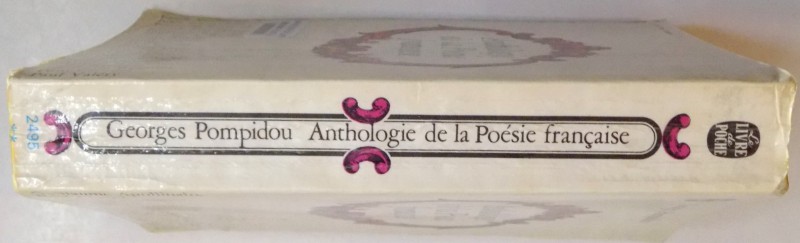 Georges Pompidou Anthologie de la Poésie française
Le
LIVRE
de
POCHE
2495